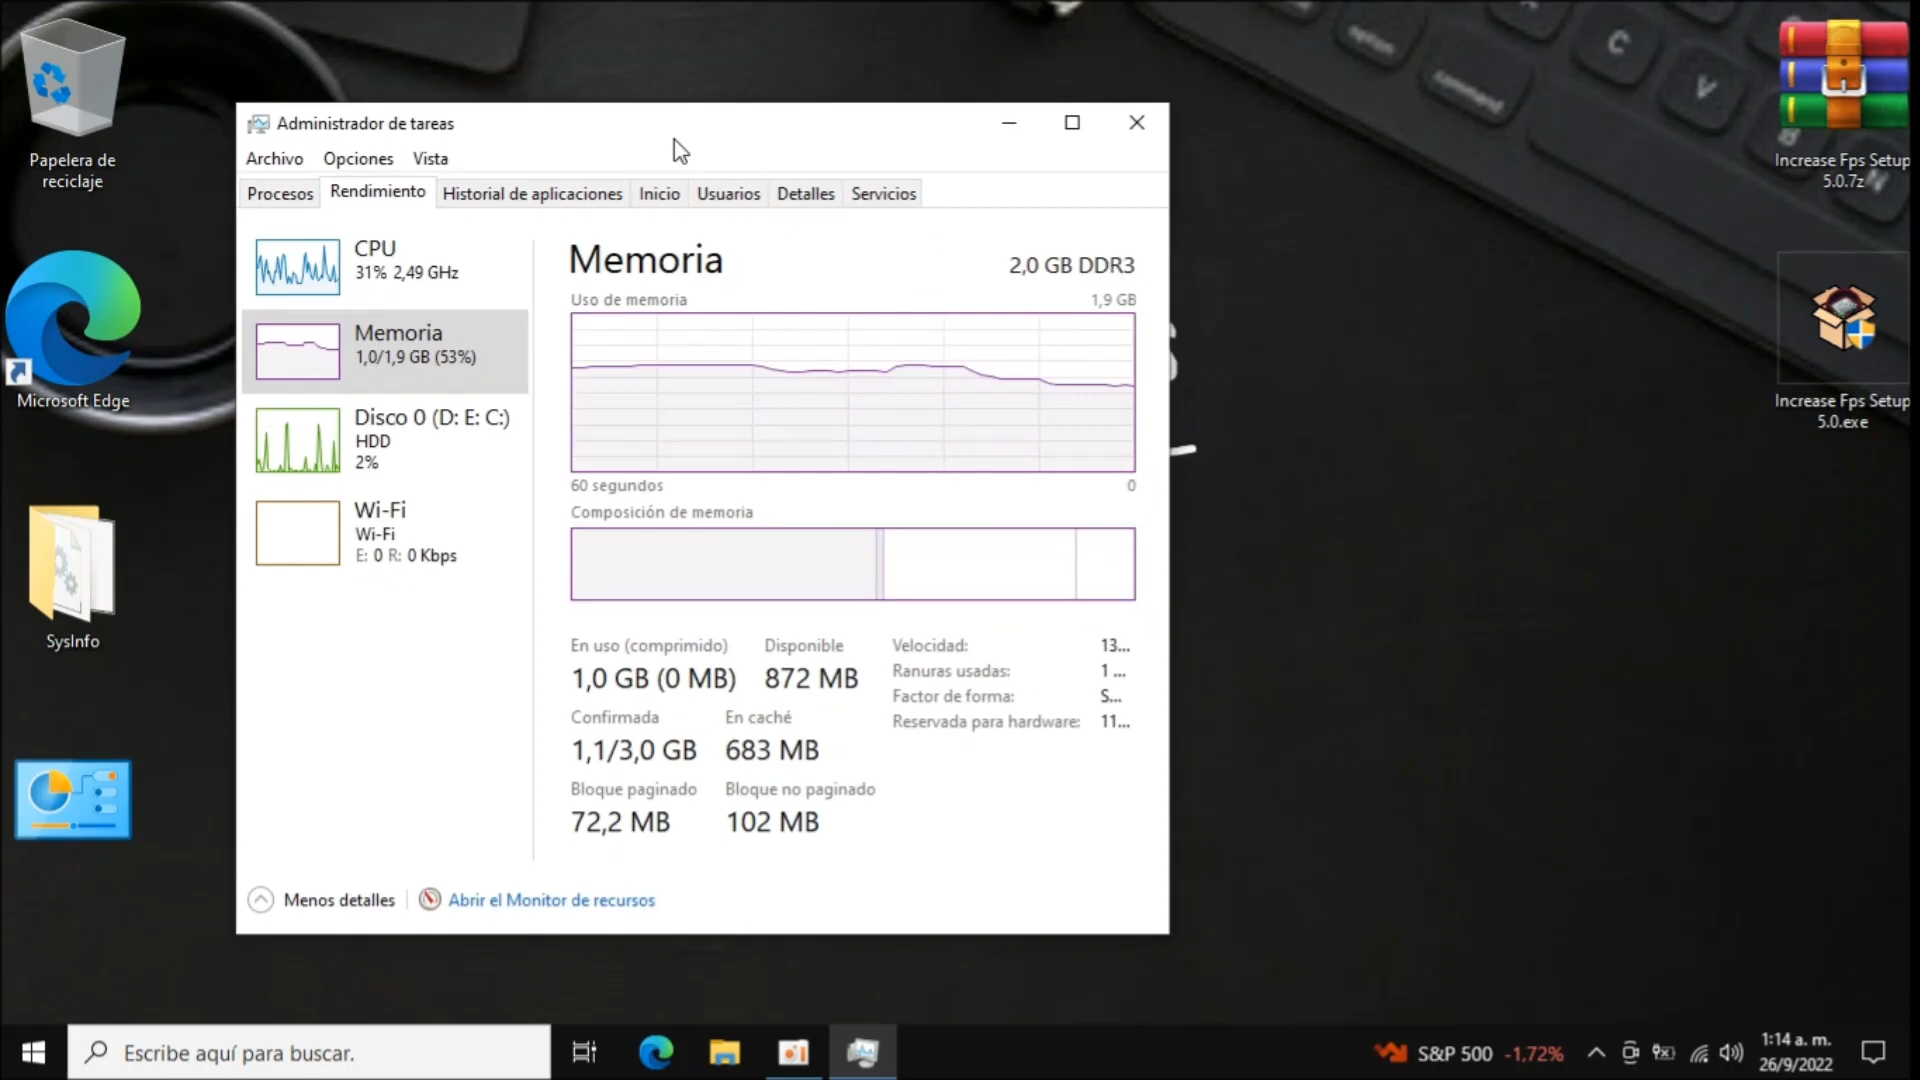 Papelera de
reciclaje
Microsoft Edge
SysInfo
Administrador de tareas
Archivo Opciones Vista
Procesos Rendimiento Historial de aplicaciones Inicio Usuarios Detalles Servicios
CPU
31% 2,49 GHz
Memoria
1,0/1,9 GB (53%)
Disco 0 (D: E: C:)
HDD
2%
Wi-Fi
Wi-Fi
E: 0 R: 0 Kbps
Memoria 2,0 GB DDR3
Uso de memoria 1,9 GB
60 segundos 0
Composición de memoria
En uso (comprimido) Disponible
1,0 GB (0 MB) 872 MB
Confirmada En caché
1,1/3,0 GB 683 MB
Bloque paginado Bloque no paginado
72,2 MB 102 MB
Velocidad: 13...
Ranuras usadas: 1 ...
Factor de forma: S...
Reservada para hardware: 11...
Menos detalles Abrir el Monitor de recursos
option
command
C
V
Increase Fps Setup
5.0.7z
Increase Fps Setup
5.0.exe
Escribe aquí para buscar.
S&P 500 -1,72%
1:14 a. m.
26/9/2022